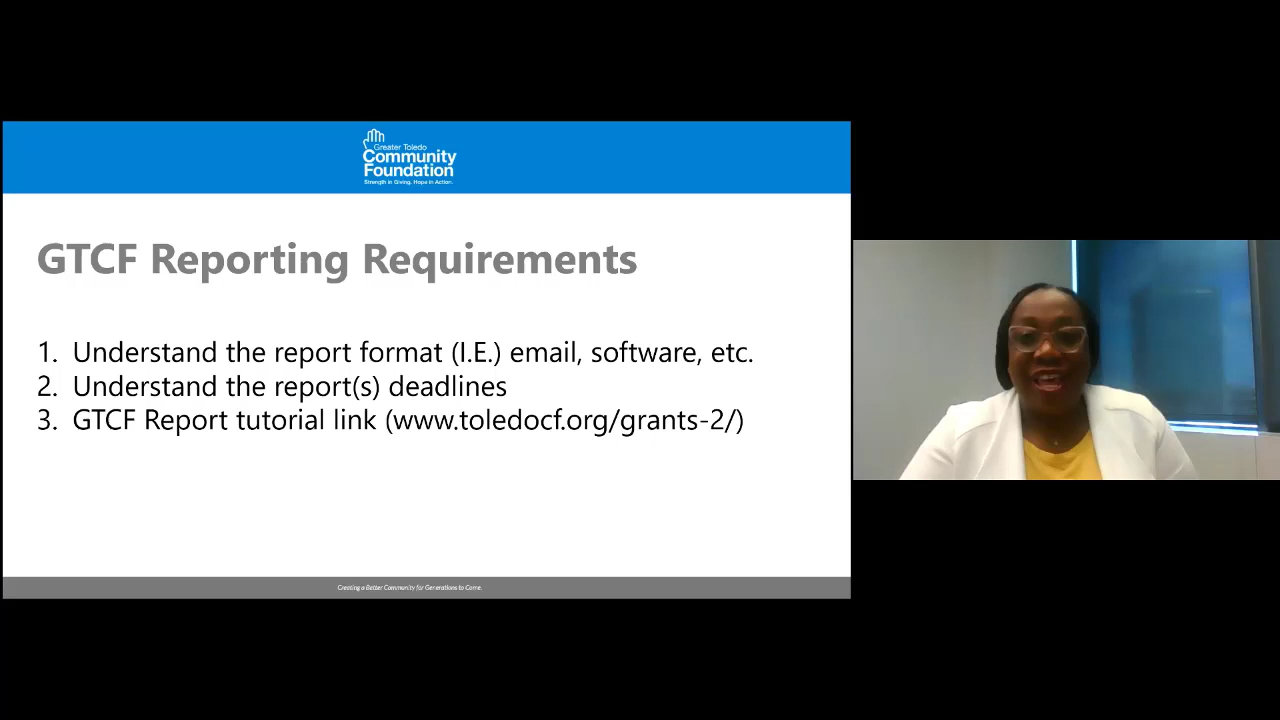 Greater Toledo
Community
Foundation
Strength in Giving, Hope in Action.
GTCF Reporting Requirements
1. Understand the report format (I.E.) email, software, etc.
2. Understand the report(s) deadlines
3. GTCF Report tutorial link (www.toledocf.org/grants-2/)
Creating a Better Community for Generations to Come.